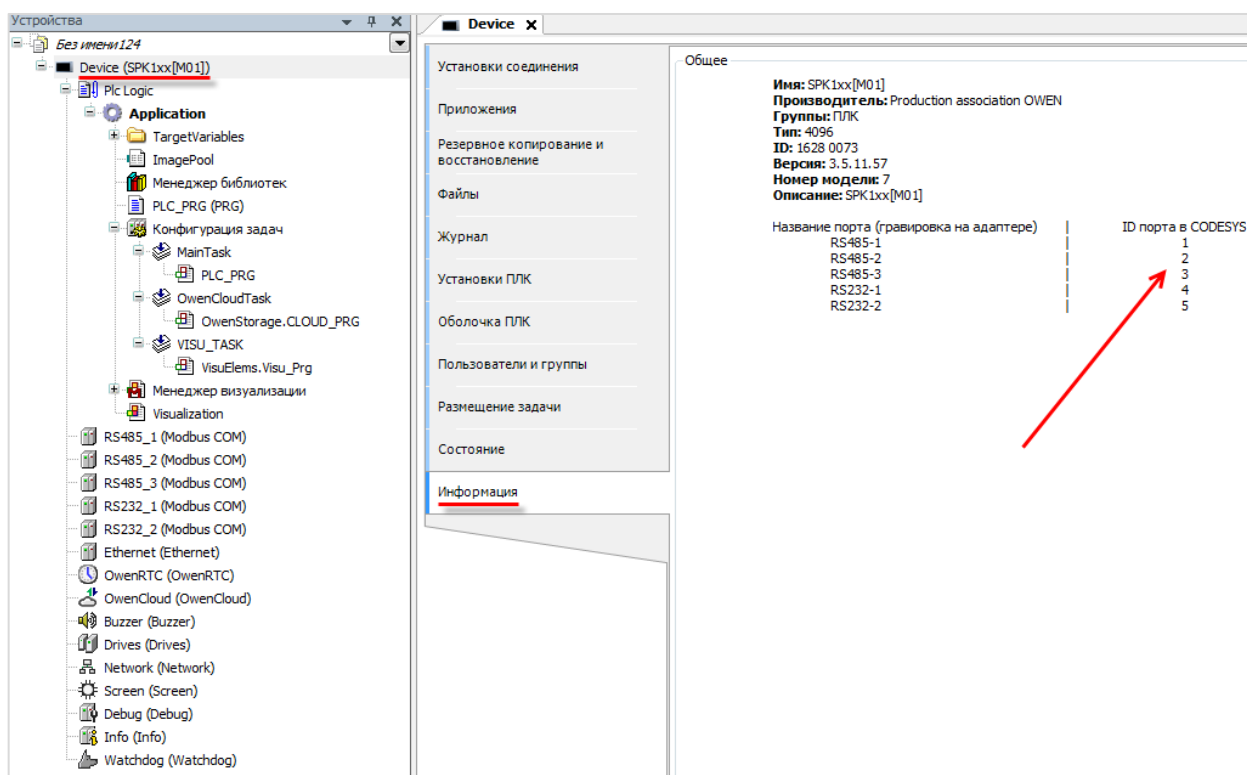 Устройства
Без имени124
Device (SPK1xx[M01])
Plc Logic
Application
TargetVariables
ImagePool
Менеджер библиотек
PLC_PRG (PRG)
Конфигурация задач
MainTask
PLC_PRG
OwenCloudTask
OwenStorage.CLOUD_PRG
VISU_TASK
VisuElems.Visu_Prg
Менеджер визуализации
Visualization
RS485_1 (Modbus COM)
RS485_2 (Modbus COM)
RS485_3 (Modbus COM)
RS232_1 (Modbus COM)
RS232_2 (Modbus COM)
Ethernet (Ethernet)
OwenRTC (OwenRTC)
OwenCloud (OwenCloud)
Buzzer (Buzzer)
Drives (Drives)
Network (Network)
Screen (Screen)
Debug (Debug)
Info (Info)
Watchdog (Watchdog)
Device
Установки соединения
Приложения
Резервное копирование и
восстановление
Файлы
Журнал
Установки ПЛК
Оболочка ПЛК
Пользователи и группы
Размещение задачи
Состояние
Информация
Общее
Имя: SPK1xx[M01]
Производитель: Production association OWEN
Группы: ПЛК
Тип: 4096
ID: 1628 0073
Версия: 3.5.11.57
Номер модели: 7
Описание: SPK1xx[M01]
Название порта (гравировка на адаптере) | ID порта в CODESYS
RS485-1 | 1
RS485-2 | 2
RS485-3 | 3
RS232-1 | 4
RS232-2 | 5